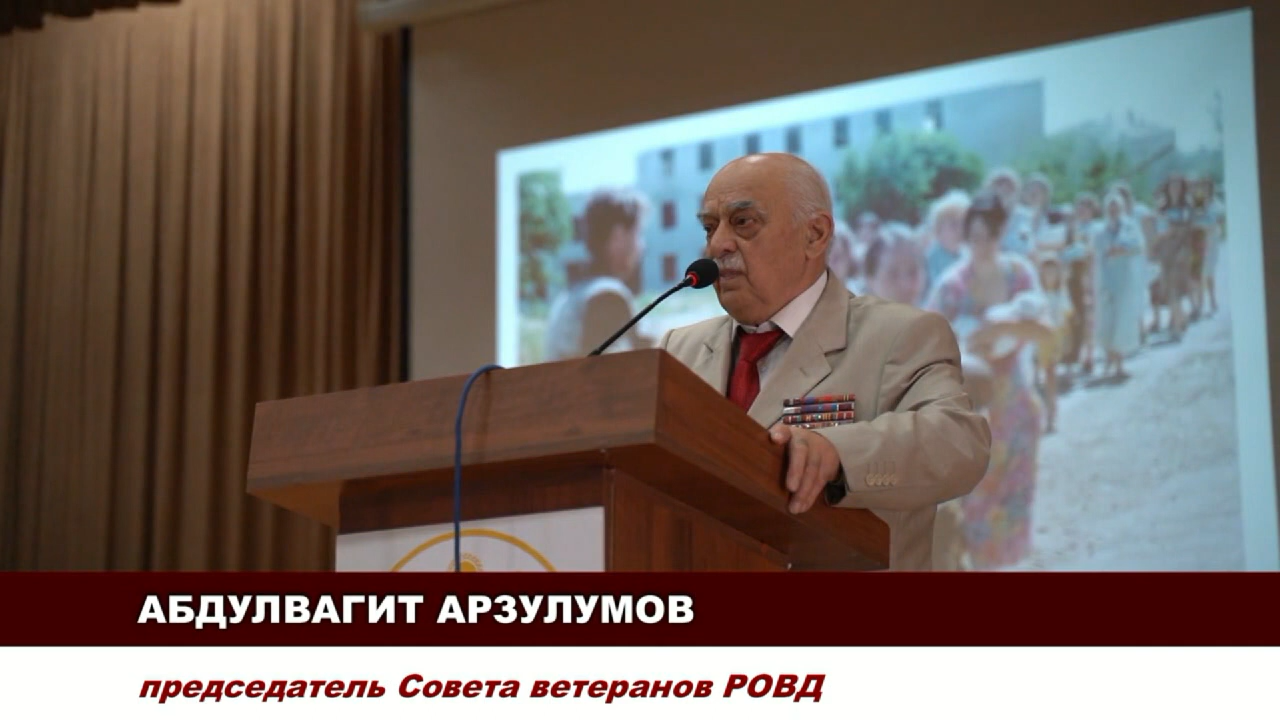 АБДУЛВАГИТ АРЗУЛУМОВ
председатель Совета ветеранов РОВД